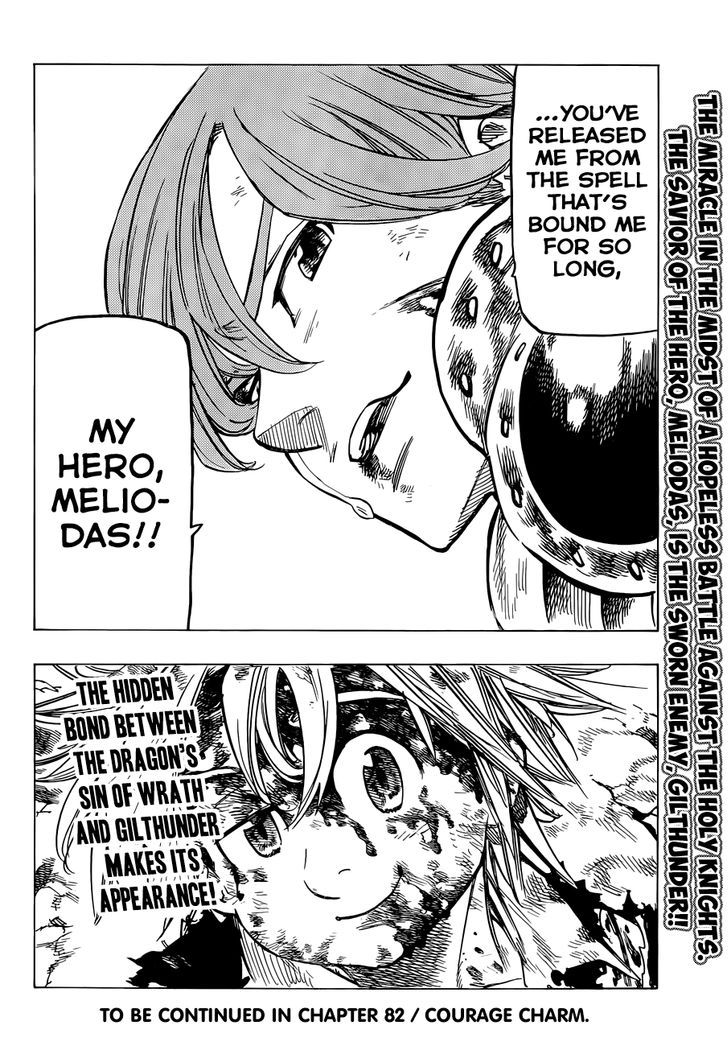 ...YOU'VE
RELEASED
ME FROM
THE SPELL
THAT'S
BOUND ME
FOR SO
LONG,
MY
HERO,
MELIO-
DAS!!
THE MIRACLE IN THE MIDST OF A HOPELESS BATTLE AGAINST THE HOLY KNIGHTS.
THE SAVIOR OF THE HERO, MELIODAS, IS THE SWORN ENEMY, GILTHUNDER!!
THE HIDDEN
BOND BETWEEN
THE DRAGON'S
SIN OF WRATH
AND GILTHUNDER
MAKES ITS
APPEARANCE!
TO BE CONTINUED IN CHAPTER 82 / COURAGE CHARM.